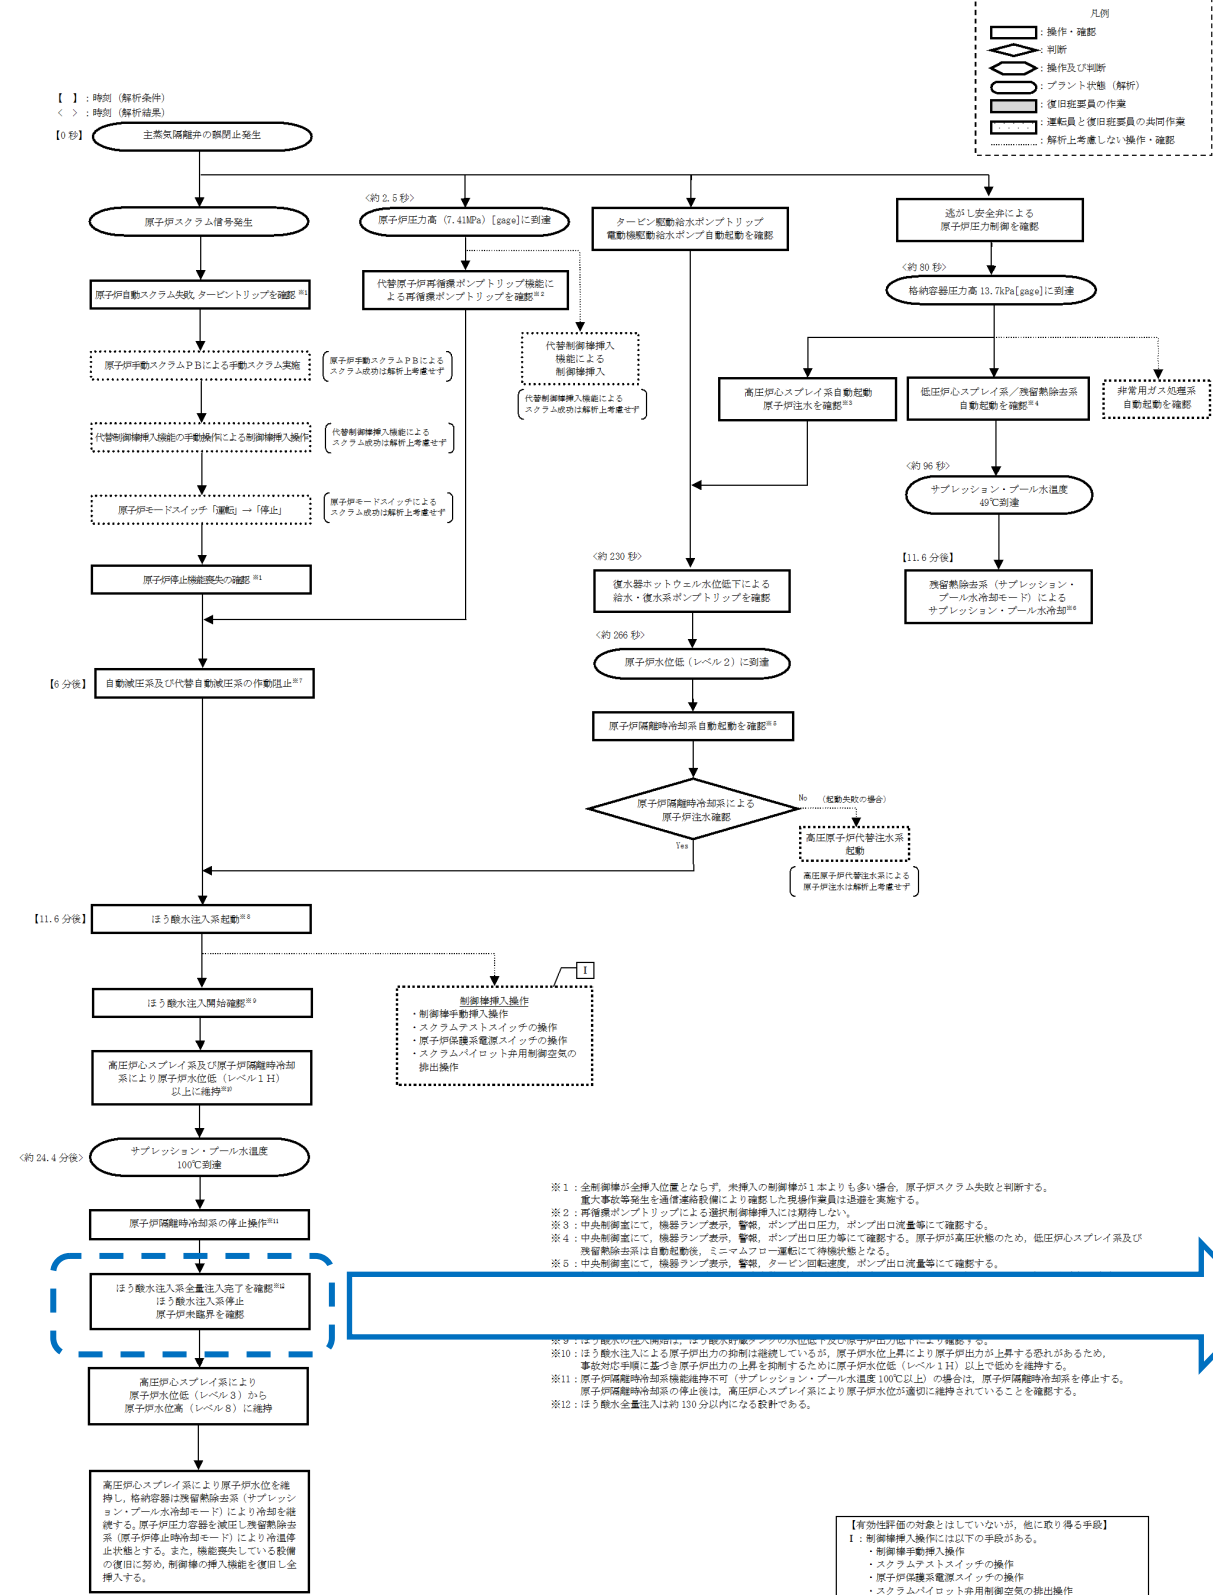 凡例
：操作・確認
：判断
：操作及び判断
：プラント状態（解析）
：復旧班要員の作業
：運転員と復旧班要員の共同作業
：解析上考慮しない操作・確認
【　】：時刻（解析条件）
＜　＞：時刻（解析結果）
【0秒】
主蒸気隔離弁の誤閉止発生
原子炉スクラム信号発生
原子炉自動スクラム失敗,タービントリップを確認※1
原子炉手動スクラムＰＢによる手動スクラム実施
原子炉手動スクラムＰＢによる
スクラム成功は解析上考慮せず
代替制御棒挿入機能の手動操作による制御棒挿入操作
代替制御棒挿入機能による
スクラム成功は解析上考慮せず
原子炉モードスイッチ「運転」→「停止」
原子炉モードスイッチによる
スクラム成功は解析上考慮せず
原子炉停止機能喪失の確認※1
<約2.5秒>
原子炉圧力高（7.41MPa）[gage]に到達
代替原子炉再循環ポンプトリップ機能に
よる再循環ポンプトリップを確認※2
代替制御棒挿入
機能による
制御棒挿入
代替制御棒挿入機能による
スクラム成功は解析上考慮せず
タービン駆動給水ポンプトリップ
電動機駆動給水ポンプ自動起動を確認
逃がし安全弁による
原子炉圧力制御を確認
<約80秒>
格納容器圧力高13.7kPa[gage]に到達
高圧炉心スプレイ系自動起動
原子炉注水を確認※3
低圧炉心スプレイ系／残留熱除去系
自動起動を確認※4
非常用ガス処理系
自動起動を確認
<約96秒>
サプレッション・プール水温度
49℃到達
【11.6分後】
残留熱除去系（サプレッション・
プール水冷却モード）による
サプレッション・プール水冷却※6
<約230秒>
復水器ホットウェル水位低下による
給水・復水系ポンプトリップを確認
<約266秒>
原子炉水位低（レベル２）に到達
原子炉隔離時冷却系自動起動を確認※5
原子炉隔離時冷却系による
原子炉注水確認
No　（起動失敗の場合）
Yes
高圧原子炉代替注水系
起動
高圧原子炉代替注水系による
原子炉注水は解析上考慮せず
【6分後】
自動減圧系及び代替自動減圧系の作動阻止※7
【11.6分後】
ほう酸水注入系起動※8
ほう酸水注入開始確認※9
Ⅰ
制御棒挿入操作
・制御棒手動挿入操作
・スクラムテストスイッチの操作
・原子炉保護系電源スイッチの操作
・スクラムパイロット弁用制御空気の
排出操作
高圧炉心スプレイ系及び原子炉隔離時冷却
系により原子炉水位低（レベル１Ｈ）
以上に維持※10
<約24.4分後>
サプレッション・プール水温度
100℃到達
原子炉隔離時冷却系の停止操作※11
ほう酸水注入系全量注入完了を確認※12
ほう酸水注入系停止
原子炉未臨界を確認
高圧炉心スプレイ系により
原子炉水位低（レベル３）から
原子炉水位高（レベル８）に維持
高圧炉心スプレイ系により原子炉水位を維
持し，格納容器は残留熱除去系（サプレッシ
ョン・プール水冷却モード）により冷却を継
続する。原子炉圧力容器を減圧し残留熱除去
系（原子炉停止時冷却モード）により冷温停
止状態とする。また，機能喪失している設備
の復旧に努め，制御棒の挿入機能を復旧し全
挿入する。
※１：全制御棒が全挿入位置とならず，未挿入の制御棒が１本よりも多い場合，原子炉スクラム失敗と判断する。
重大事故等発生を通信連絡設備により確認した現場作業員は退避を実施する。
※２：再循環ポンプトリップによる選択制御棒挿入には期待しない。
※３：中央制御室にて，機器ランプ表示，警報，ポンプ出口圧力，ポンプ出口流量等にて確認する。
※４：中央制御室にて，機器ランプ表示，警報，ポンプ出口圧力等にて確認する。原子炉が高圧状態のため，低圧炉心スプレイ系及び
残留熱除去系は自動起動後，ミニマムフロー運転にて待機状態となる。
※５：中央制御室にて，機器ランプ表示，警報，タービン回転速度，ポンプ出口流量等にて確認する。
※９：ほう酸水の注入開始は，ほう酸水貯蔵タンクの水位低下及び原子炉出力低下により確認する。
※10：ほう酸水注入による原子炉出力の抑制は継続しているが，原子炉水位上昇により原子炉出力が上昇する恐れがあるため，
事故対応手順に基づき原子炉出力の上昇を抑制するために原子炉水位低（レベル１Ｈ）以上で低めを維持する。
※11：原子炉隔離時冷却系機能維持不可（サプレッション・プール水温度100℃以上）の場合は，原子炉隔離時冷却系を停止する。
原子炉隔離時冷却系の停止後は，高圧炉心スプレイ系により原子炉水位が適切に維持されていることを確認する。
※12：ほう酸水全量注入は約130分以内になる設計である。
【有効性評価の対象とはしていないが，他に取り得る手段】
Ⅰ：制御棒挿入操作には以下の手段がある。
・制御棒手動挿入操作
・スクラムテストスイッチの操作
・原子炉保護系電源スイッチの操作
・スクラムパイロット弁用制御空気の排出操作